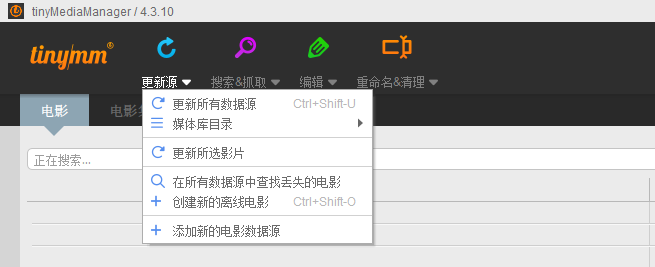 tinyMediaManager / 4.3.10
tinymm®
更新源 搜索&抓取 编辑 重命名&清理
电影 电影
正在搜索...
更新所有数据源 Ctrl+Shift-U
媒体库目录
更新所选影片
在所有数据源中查找丢失的电影
创建新的离线电影 Ctrl+Shift-O
添加新的电影数据源